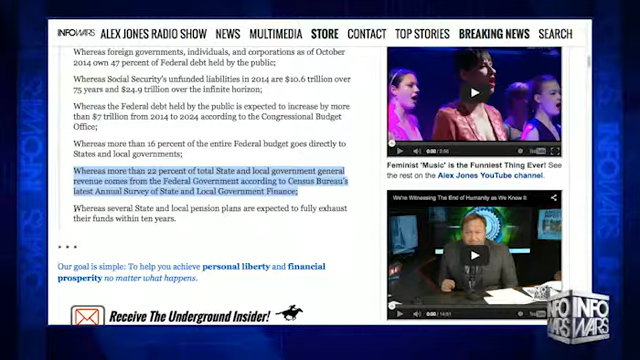 INFOWARS ALEX JONES RADIO SHOW NEWS MULTIMEDIA STORE CONTACT TOP STORIES BREAKING NEWS SEARCH
Whereas foreign governments, individuals, and corporations as of October
2014 own 47 percent of Federal debt held by the public;
Whereas Social Security's unfunded liabilities in 2014 are $10.6 trillion over
75 years and $24.9 trillion over the infinite horizon;
Whereas the Federal debt held by the public is expected to increase by more
than $7 trillion from 2014 to 2024 according to the Congressional Budget
Office;
Whereas more than 16 percent of the entire Federal budget goes directly to
States and local governments;
Whereas more than 22 percent of total State and local government general
revenue comes from the Federal Government according to Census Bureau's
latest Annual Survey of State and Local Government Finance;
Whereas several State and local pension plans are expected to fully exhaust
their funds within ten years.
* * *
Our goal is simple: To help you achieve personal liberty and financial
prosperity no matter what happens.
Receive The Underground Insider!
Feminist 'Music' is the Funniest Thing Ever! See
the rest on the Alex Jones YouTube channel.
We're Witnessing The End of Humanity as We Know It
INFO INFO
WARS WARS